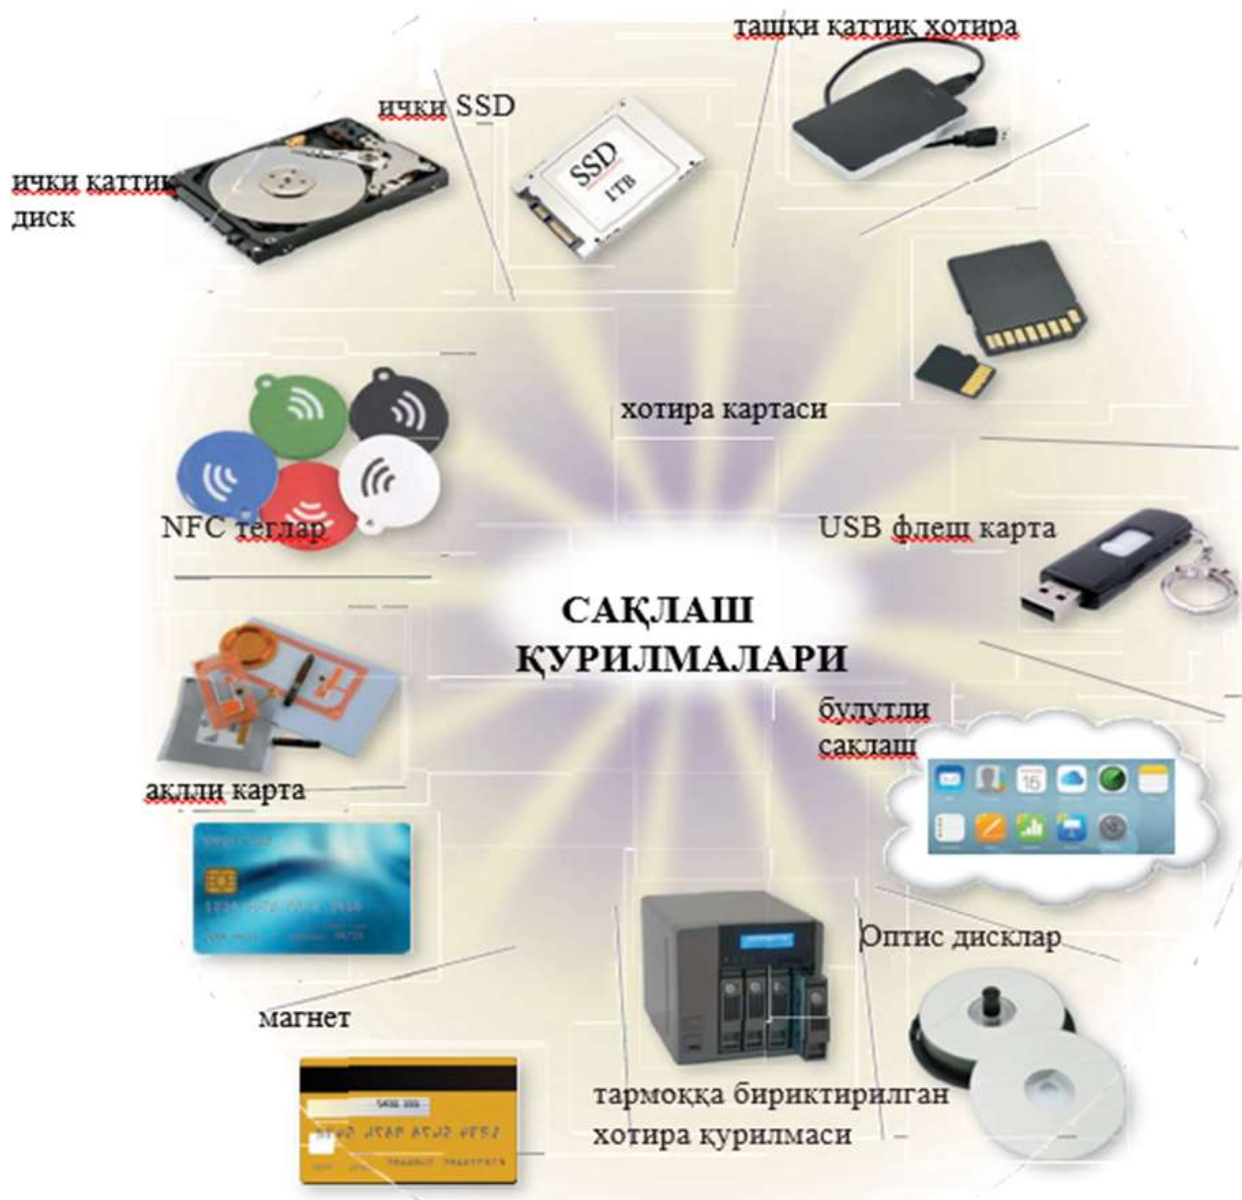 ташқи қаттиқ хотира
ички SSD
SSD
1TB
ички қаттиқ
диск
хотира картаси
NFC теглар
USB флеш карта
САҚЛАШ
ҚУРИЛМАЛАРИ
булутли
сақлаш
15
ақлли карта
Оптис дисклар
магнет
тармоққа бириктирилган
хотира қурилмаси